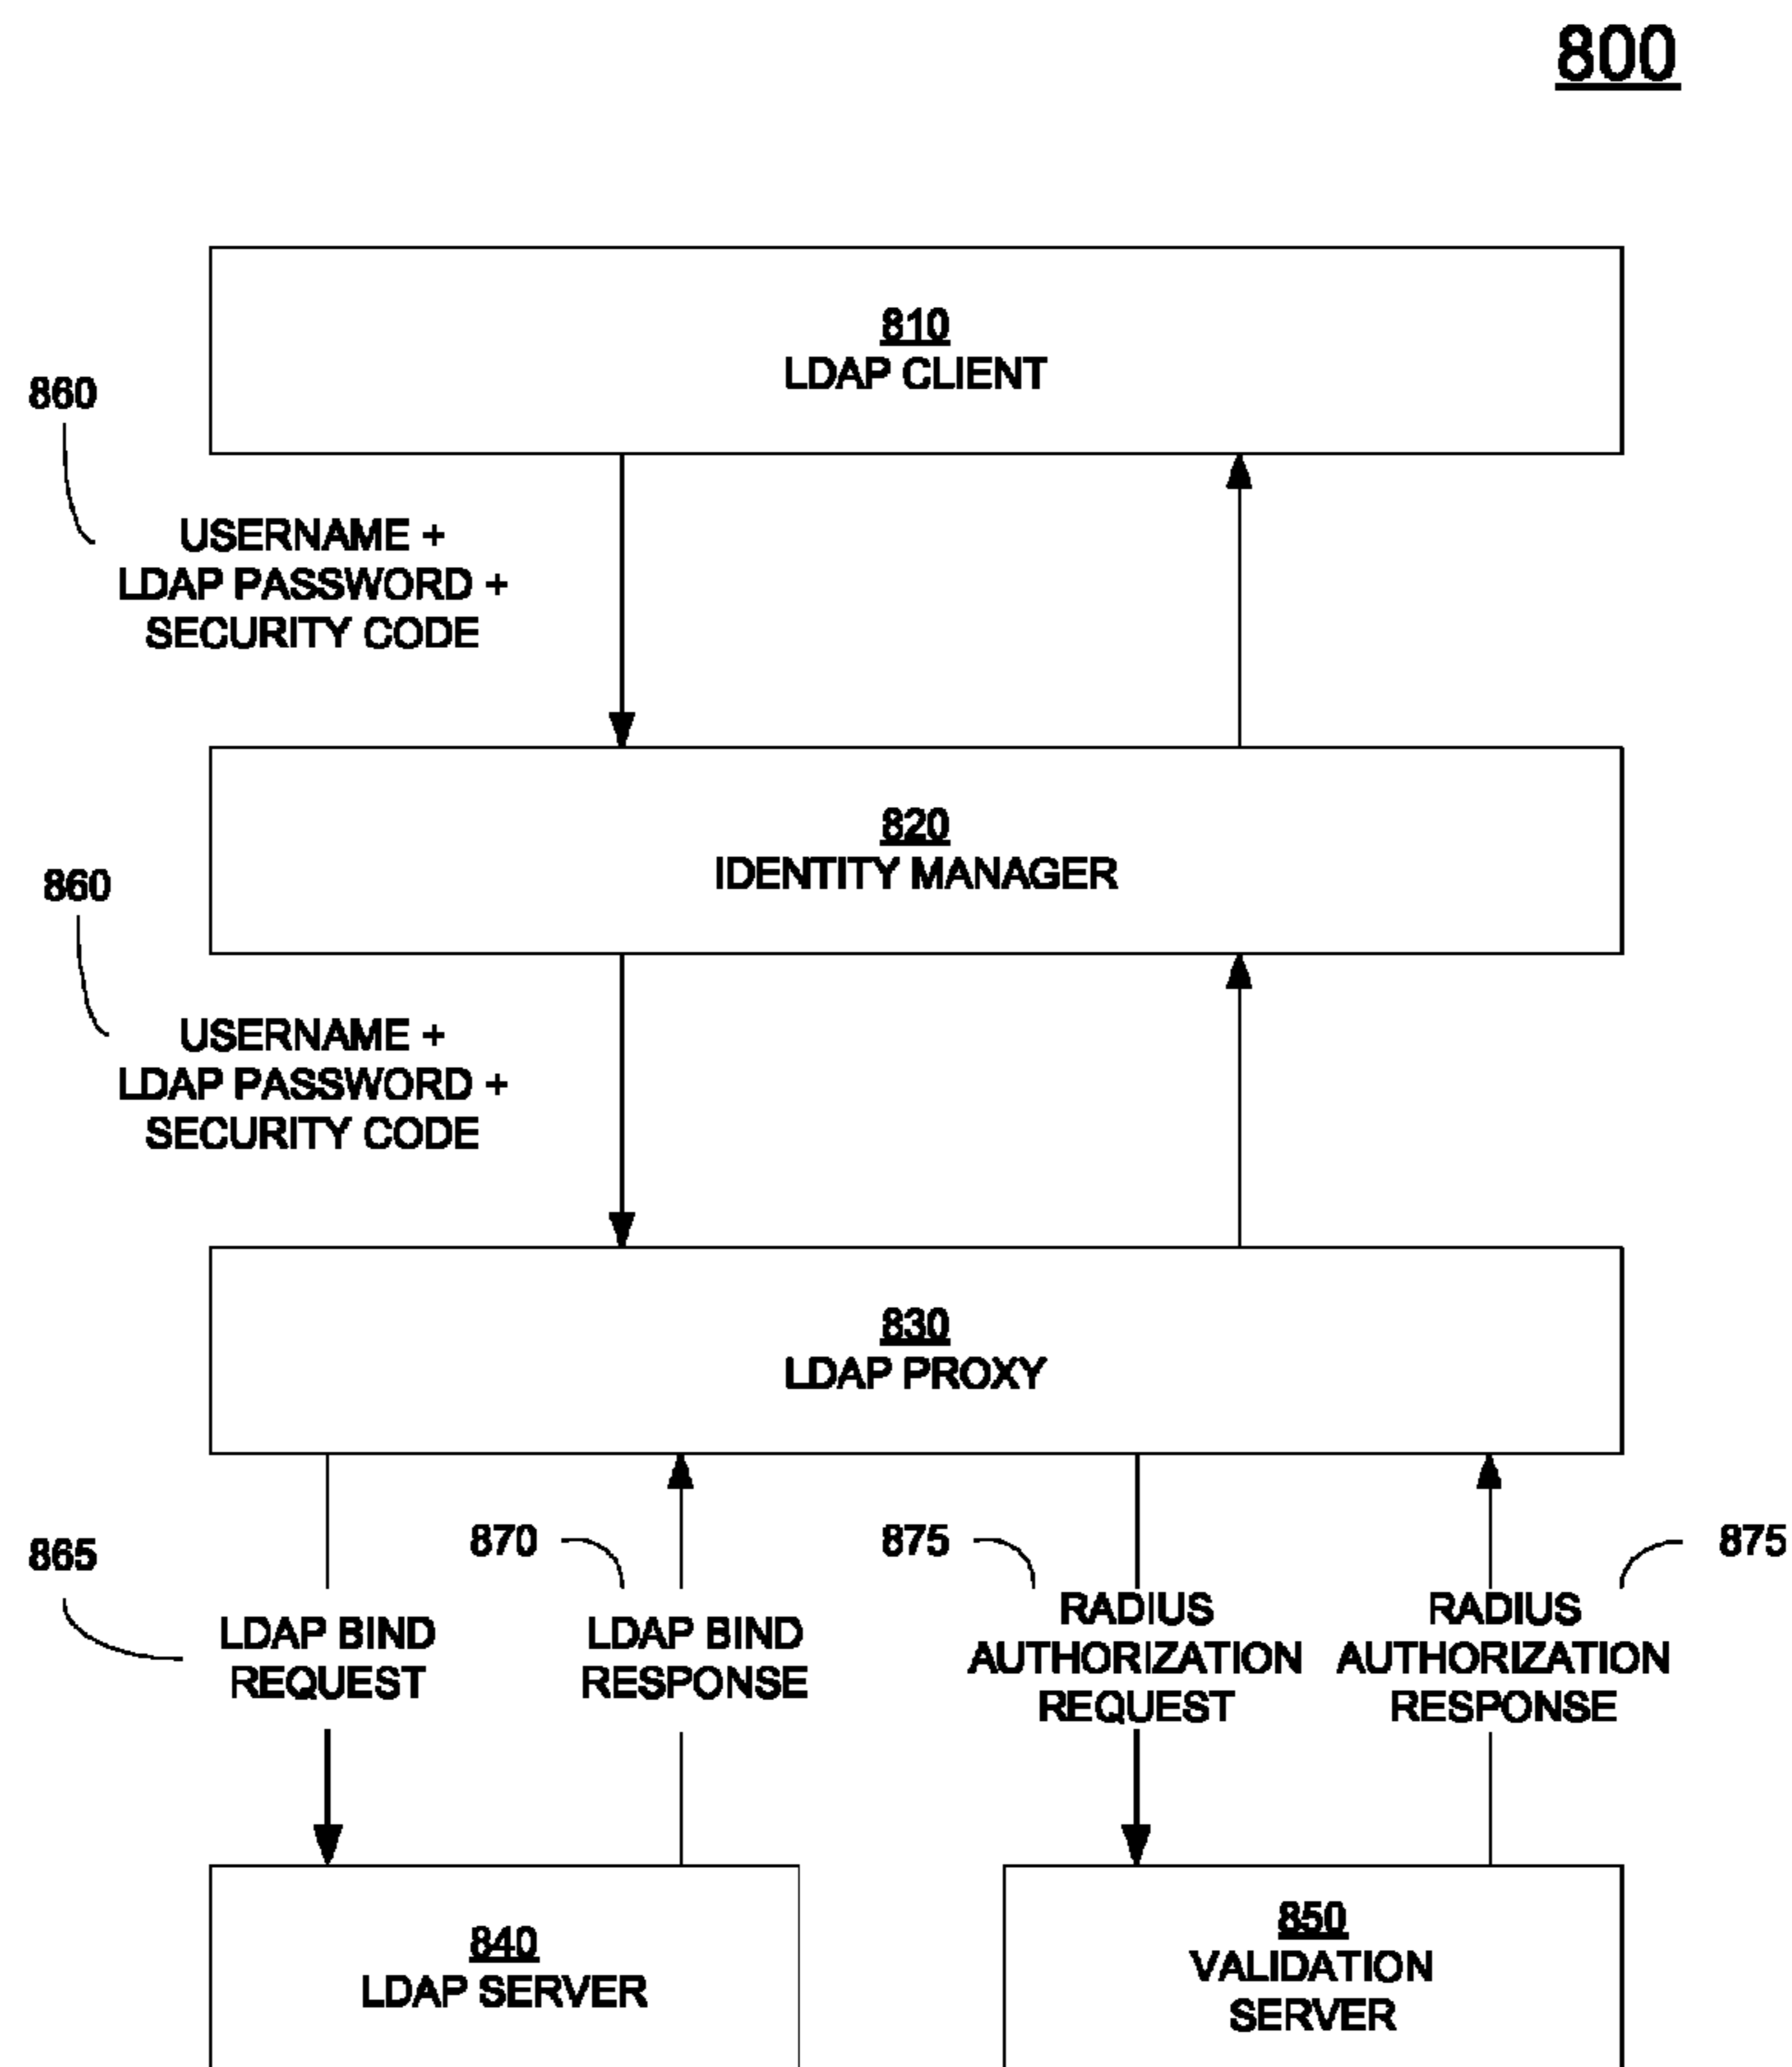 800
810
LDAP CLIENT
860
USERNAME +
LDAP PASSWORD +
SECURITY CODE
820
IDENTITY MANAGER
860
USERNAME +
LDAP PASSWORD +
SECURITY CODE
830
LDAP PROXY
865
LDAP BIND
REQUEST
870
LDAP BIND
RESPONSE
875
RADIUS
AUTHORIZATION
REQUEST
875
RADIUS
AUTHORIZATION
RESPONSE
840
LDAP SERVER
850
VALIDATION
SERVER